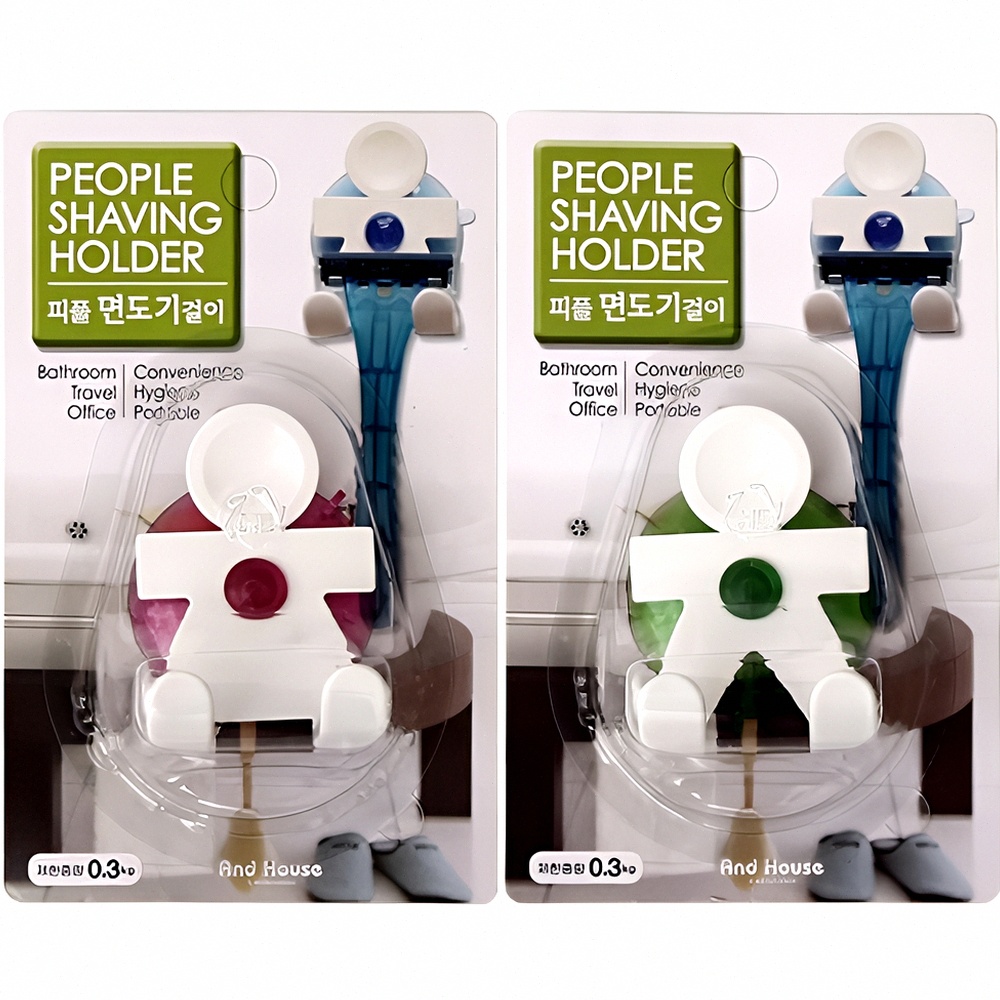 PEOPLE
SHAVING
HOLDER
피플 면도기걸이
Bathroom
Travel
Office
Convenience
Hygiene
Portable
0.3
And House
PEOPLE
SHAVING
HOLDER
피플 면도기걸이
Bathroom
Travel
Office
Convenience
Hygiene
Portable
0.3
And House